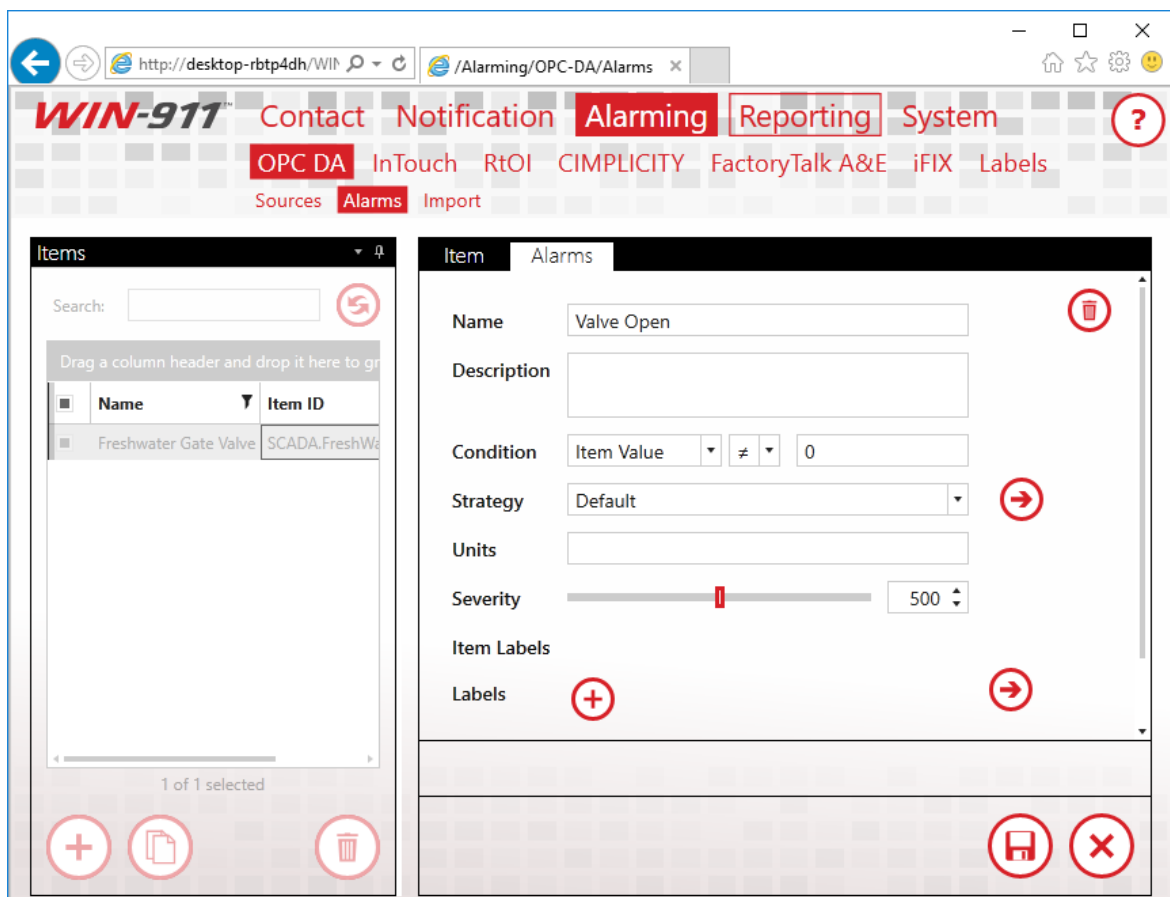 http://desktop-rbtp4dh/WIN
/Alarming/OPC-DA/Alarms
WIN-911™ Contact Notification Alarming Reporting System ?
OPC DA InTouch RtOI CIMPLICITY FactoryTalk A&E iFIX Labels
Sources Alarms Import
Items
Search:
Drag a column header and drop it here to gr
Name Item ID
Freshwater Gate Valve SCADA.FreshWa
1 of 1 selected
Item Alarms
Name Valve Open
Description
Condition Item Value ≠ 0
Strategy Default
Units
Severity 500
Item Labels
Labels